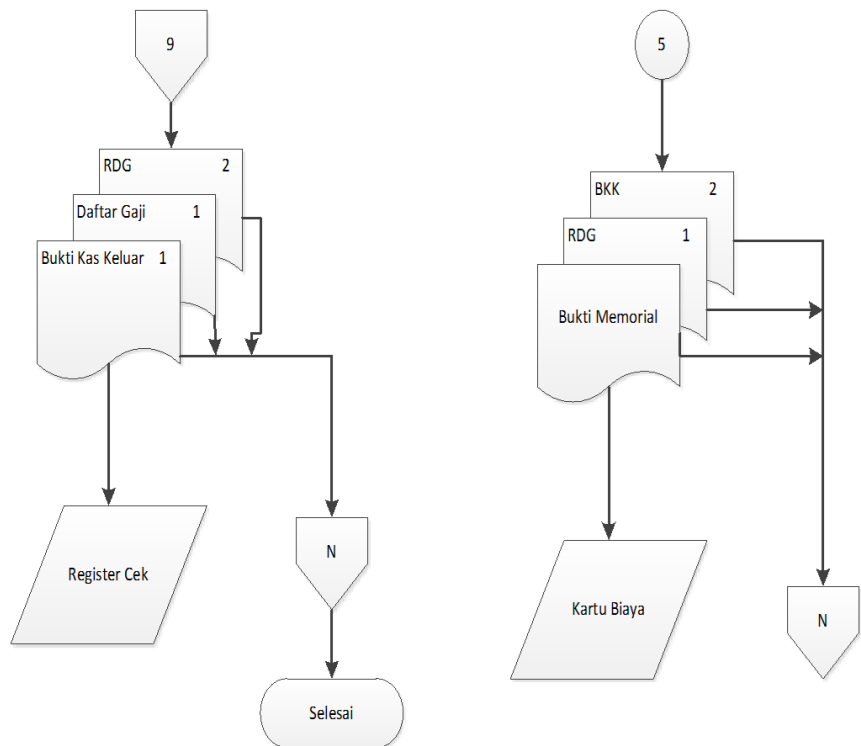 9
RDG 2
Daftar Gaji 1
Bukti Kas Keluar 1
Register Cek
N
Selesai
5
BKK 2
RDG 1
Bukti Memorial
Kartu Biaya
N